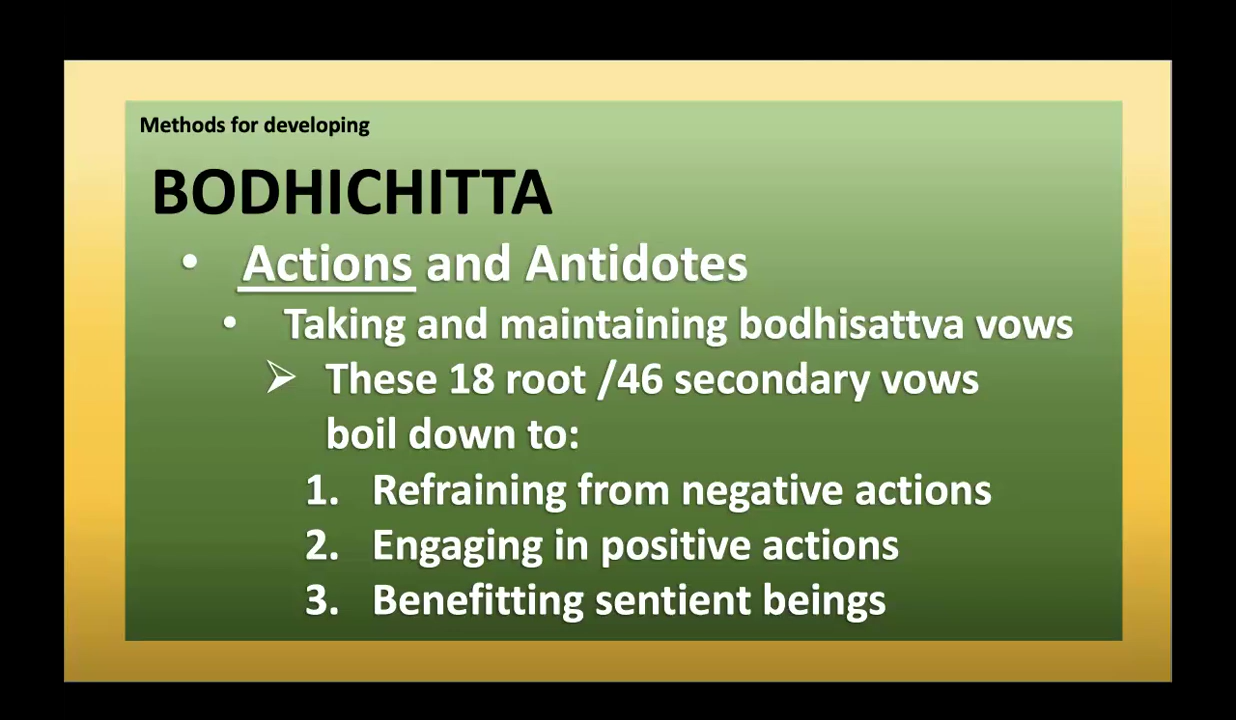 Methods for developing
BODHICHITTA
• Actions and Antidotes
• Taking and maintaining bodhisattva vows
➢ These 18 root /46 secondary vows
boil down to:
1. Refraining from negative actions
2. Engaging in positive actions
3. Benefitting sentient beings